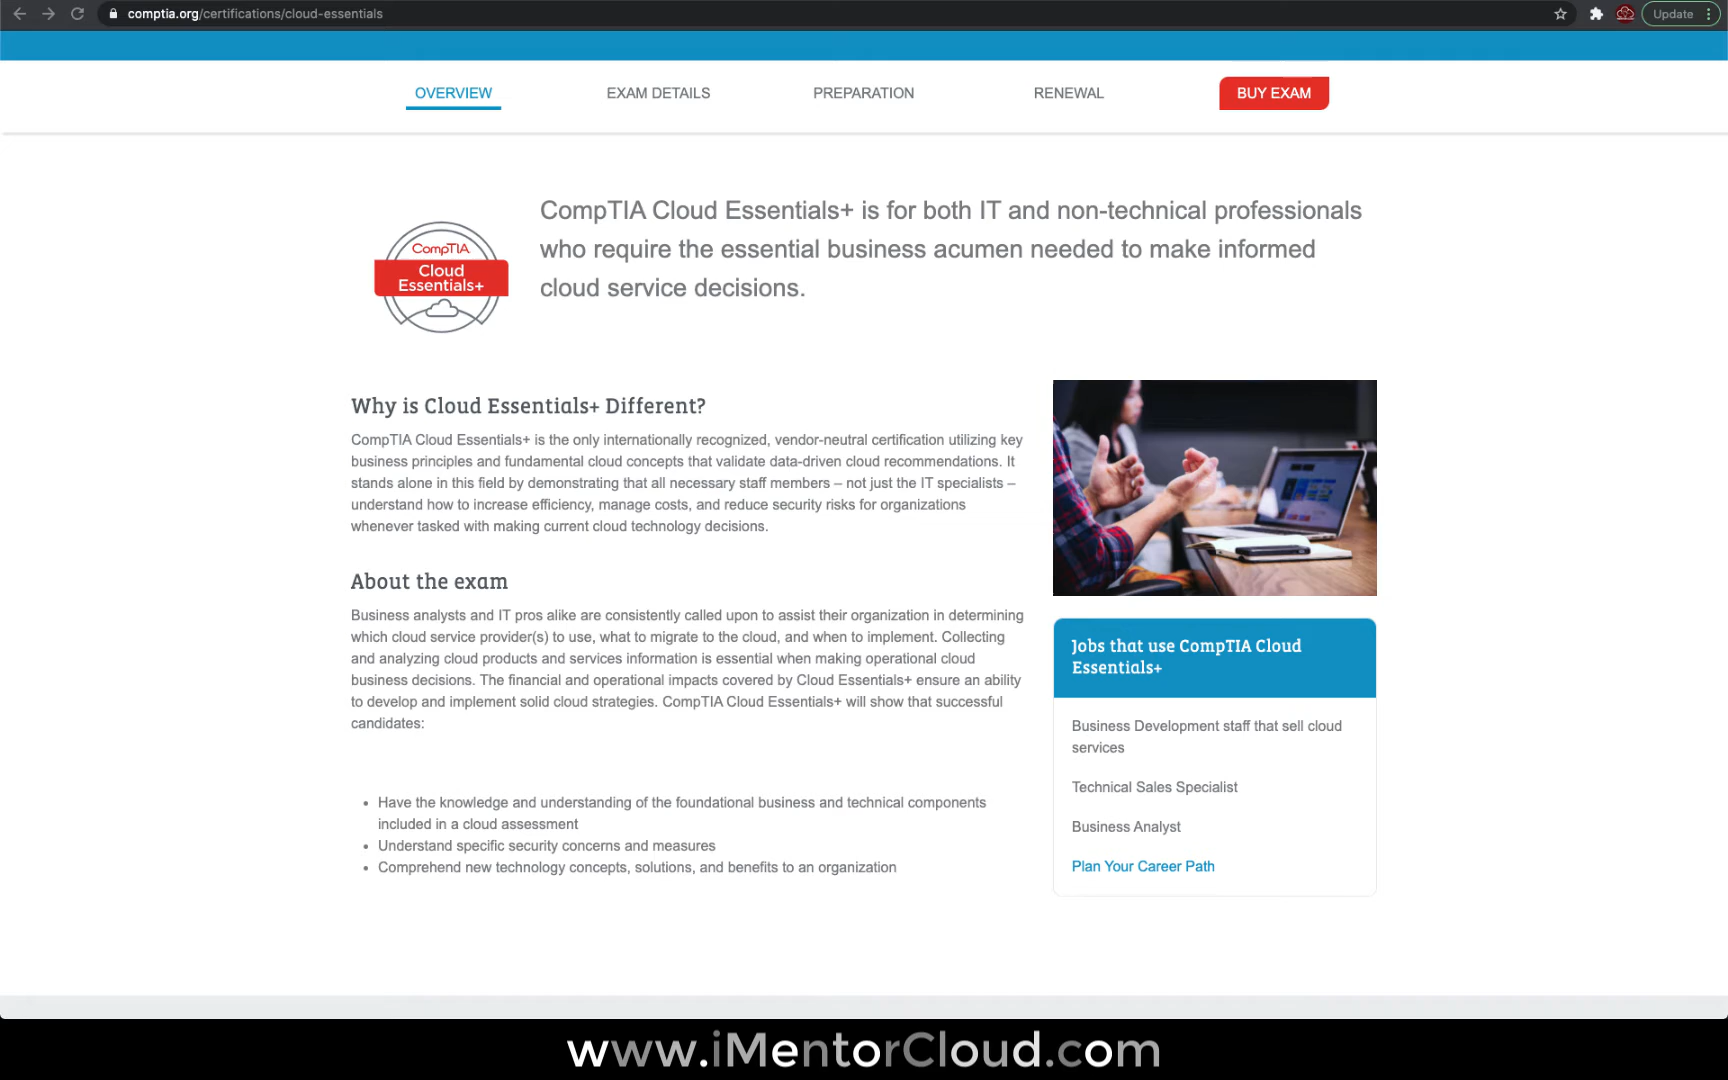 comptia.org/certifications/cloud-essentials
Update
OVERVIEW
EXAM DETAILS
PREPARATION
RENEWAL
BUY EXAM
CompTIA
Cloud
Essentials+
CompTIA Cloud Essentials+ is for both IT and non-technical professionals
who require the essential business acumen needed to make informed
cloud service decisions.
Why is Cloud Essentials+ Different?
CompTIA Cloud Essentials+ is the only internationally recognized, vendor-neutral certification utilizing key
business principles and fundamental cloud concepts that validate data-driven cloud recommendations. It
stands alone in this field by demonstrating that all necessary staff members – not just the IT specialists –
understand how to increase efficiency, manage costs, and reduce security risks for organizations
whenever tasked with making current cloud technology decisions.
About the exam
Business analysts and IT pros alike are consistently called upon to assist their organization in determining
which cloud service provider(s) to use, what to migrate to the cloud, and when to implement. Collecting
and analyzing cloud products and services information is essential when making operational cloud
business decisions. The financial and operational impacts covered by Cloud Essentials+ ensure an ability
to develop and implement solid cloud strategies. CompTIA Cloud Essentials+ will show that successful
candidates:
• Have the knowledge and understanding of the foundational business and technical components
included in a cloud assessment
• Understand specific security concerns and measures
• Comprehend new technology concepts, solutions, and benefits to an organization
Jobs that use CompTIA Cloud
Essentials+
Business Development staff that sell cloud
services
Technical Sales Specialist
Business Analyst
Plan Your Career Path
www.iMentorCloud.com